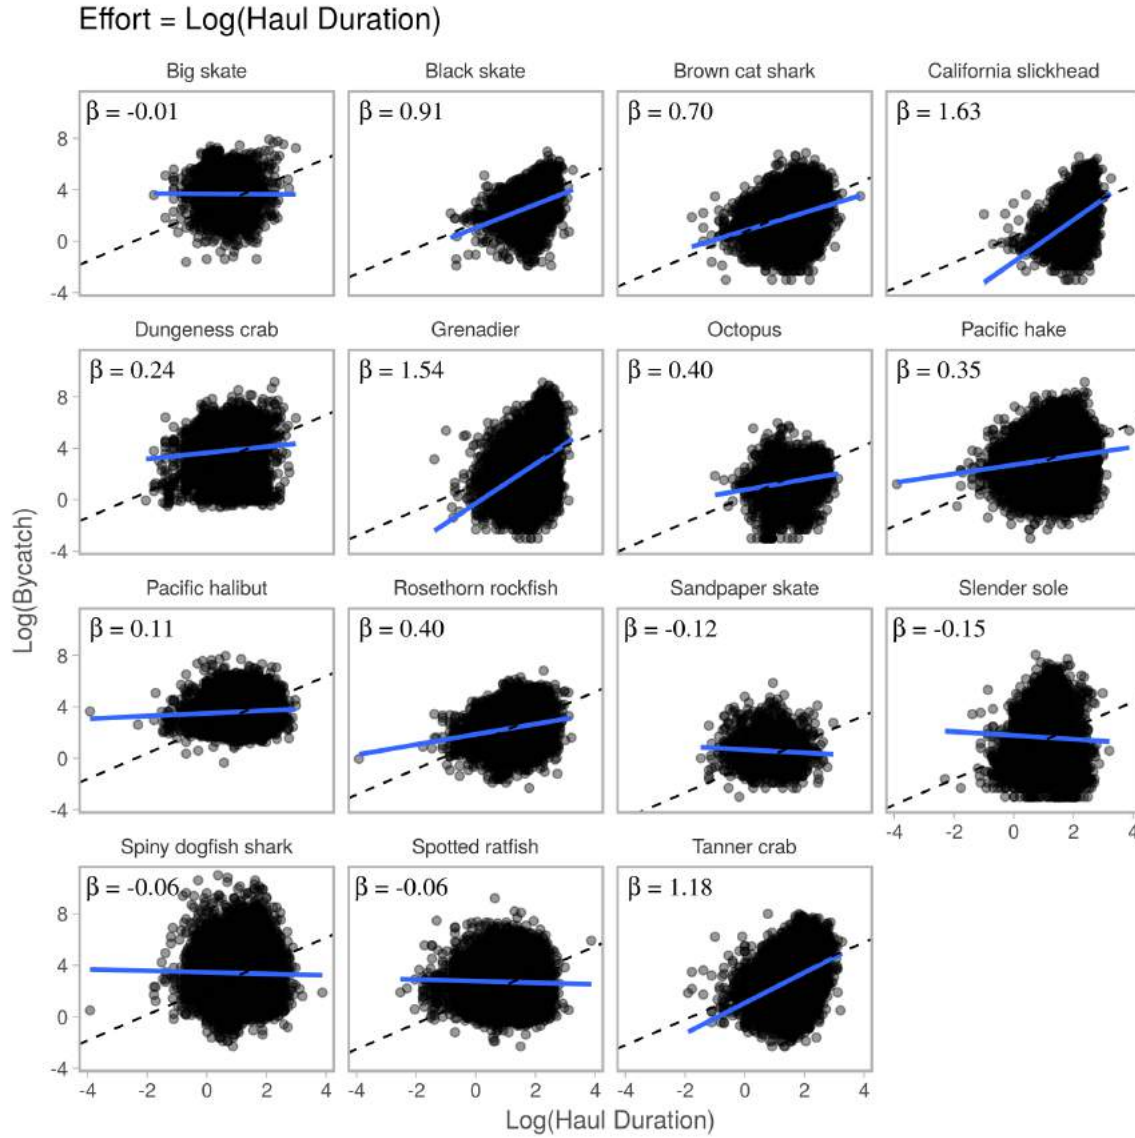 Effort = Log(Haul Duration)
Big skate
Black skate
Brown cat shark
California slickhead
β = -0.01
β = 0.91
β = 0.70
β = 1.63
8
4
0
-4
Dungeness crab
Grenadier
Octopus
Pacific hake
β = 0.24
β = 1.54
β = 0.40
β = 0.35
8
4
0
-4
Log(Bycatch)
Pacific halibut
Rosethorn rockfish
Sandpaper skate
Slender sole
β = 0.11
β = 0.40
β = -0.12
β = -0.15
8
4
0
-4
-4 -2 0 2 4
Spiny dogfish shark
Spotted ratfish
Tanner crab
β = -0.06
β = -0.06
β = 1.18
8
4
0
-4
-4 -2 0 2 4
-4 -2 0 2 4
-4 -2 0 2 4
Log(Haul Duration)